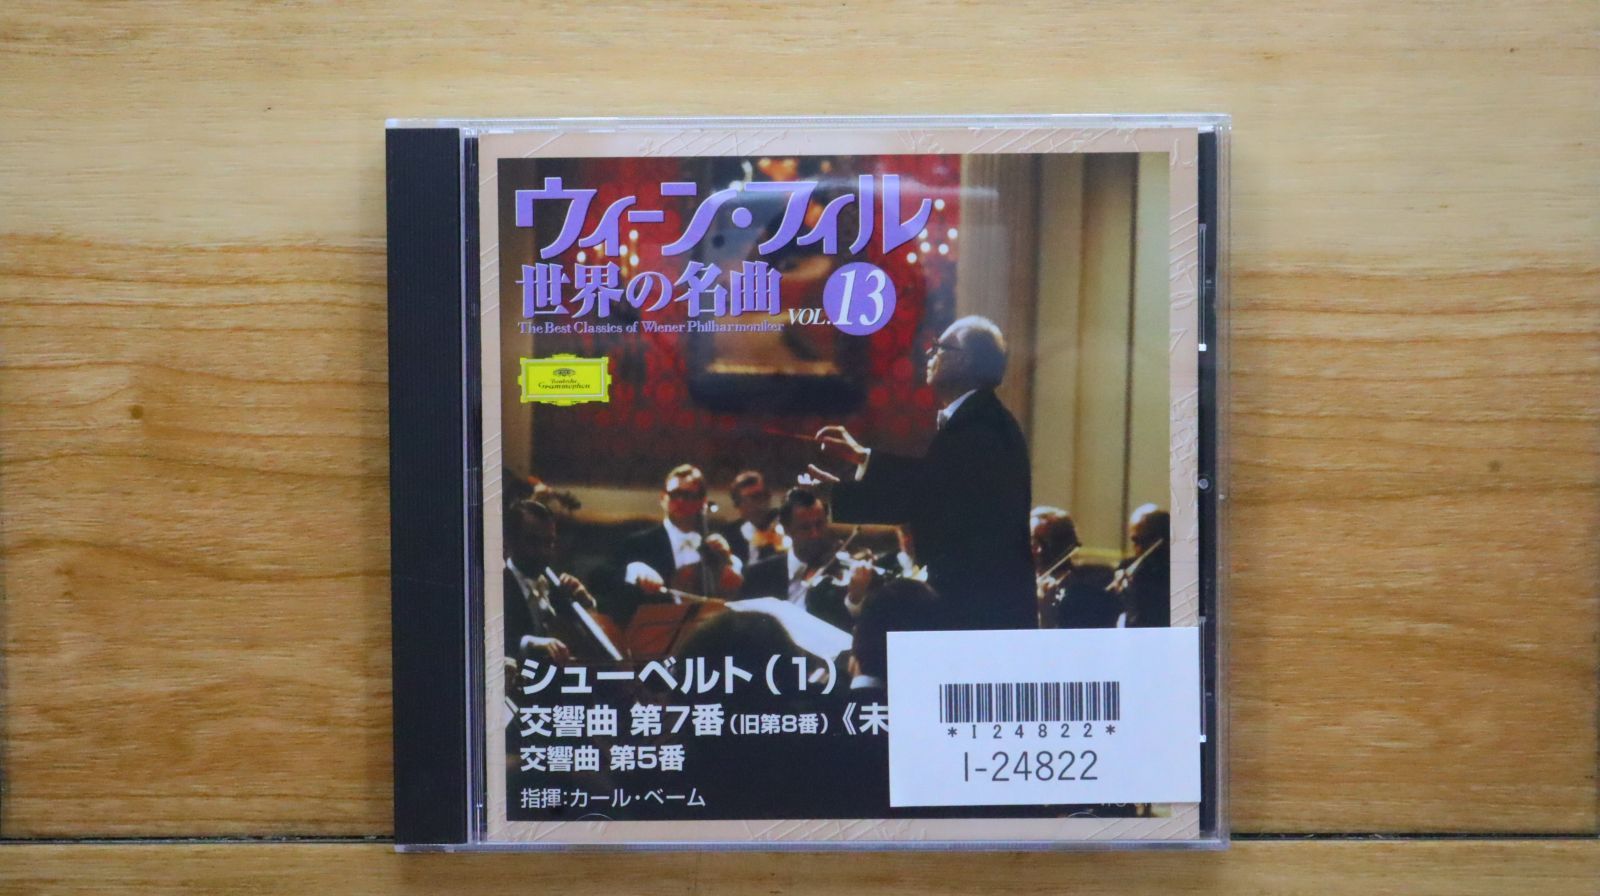 ウィーン・フィル
世界の名曲 VOL.13
The Best Classics of Wiener Philharmoniker
Deutsche
Grammophon
シューベルト(1)
交響曲 第7番(旧第8番)《未
交響曲 第5番
指揮:カール・ベーム
*I24822*
I-24822